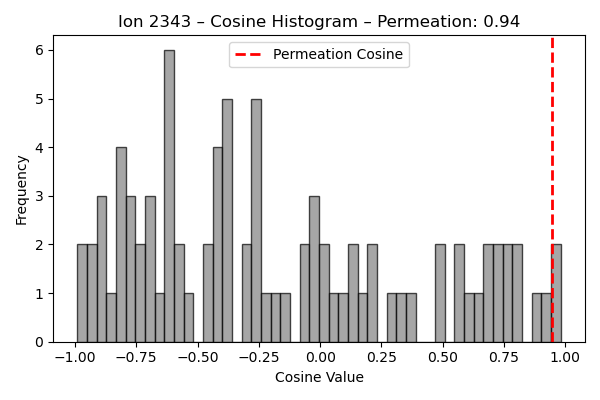 Ion 2343 – Cosine Histogram – Permeation: 0.94
Permeation Cosine
6
5
4
3
2
1
0
Frequency
−1.00 −0.75 −0.50 −0.25 0.00 0.25 0.50 0.75 1.00
Cosine Value